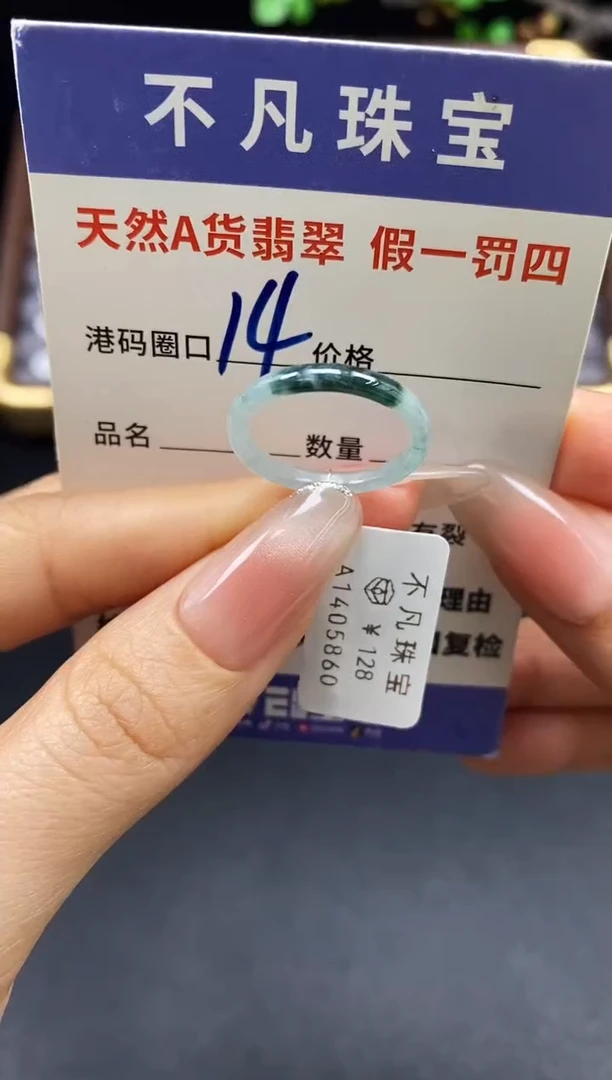 不凡珠宝
天然A货翡翠 假一罚四
港码圈口 14 价格
品名 数量
有裂
理由
复检
不凡珠宝
¥128
A1405860